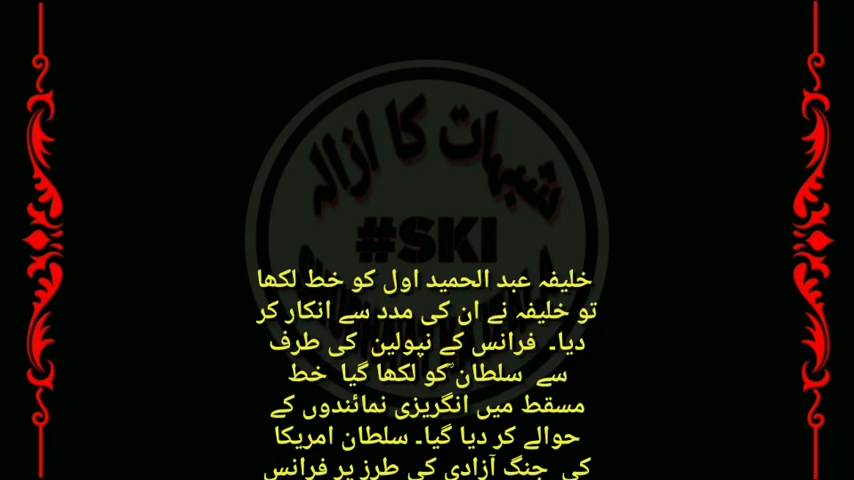 شبہات کا ازالہ
#SKI
خلیفہ عبد الحمید اول کو خط لکھا
تو خلیفہ نے ان کی مدد سے انکار کر
دیا۔ فرانس کے نپولین کی طرف
سے سلطانؒ کو لکھا گیا خط
مسقط میں انگریزی نمائندوں کے
حوالے کر دیا گیا۔ سلطان امریکا
کی جنگ آزادی کی طرز پر فرانس